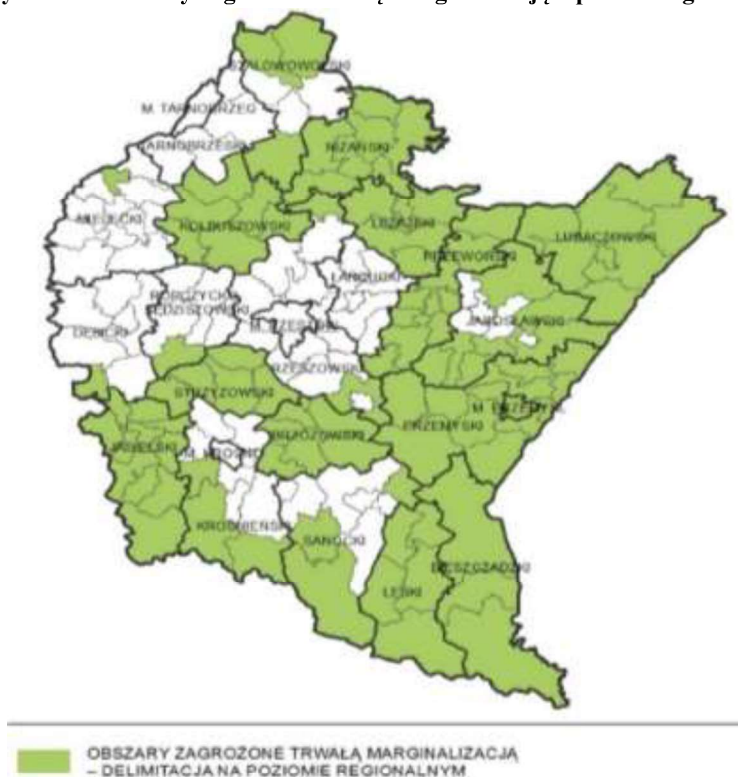 STALOWOWOLSKI
M. TARNOBRZEG
TARNOBRZESKI
NIŻAŃSKI
MIELECKI
KOLBUSZOWSKI
LEŻAJSKI
LUBACZOWSKI
PRZEWORSKI
ŁAŃCUCKI
ROPCZYCKO
SĘDZISZOWSKI
JAROSŁAWSKI
DĘBICKI
M. RZESZÓW
RZESZOWSKI
STRZYŻOWSKI
M. PRZEMYŚL
PRZEMYSKI
JASIELSKI
BRZOZOWSKI
M. KROSNO
KROŚNIEŃSKI
SANOCKI
BIESZCZADZKI
LESKI
OBSZARY ZAGROŻONE TRWAŁĄ MARGINALIZACJĄ
– DELIMITACJA NA POZIOMIE REGIONALNYM